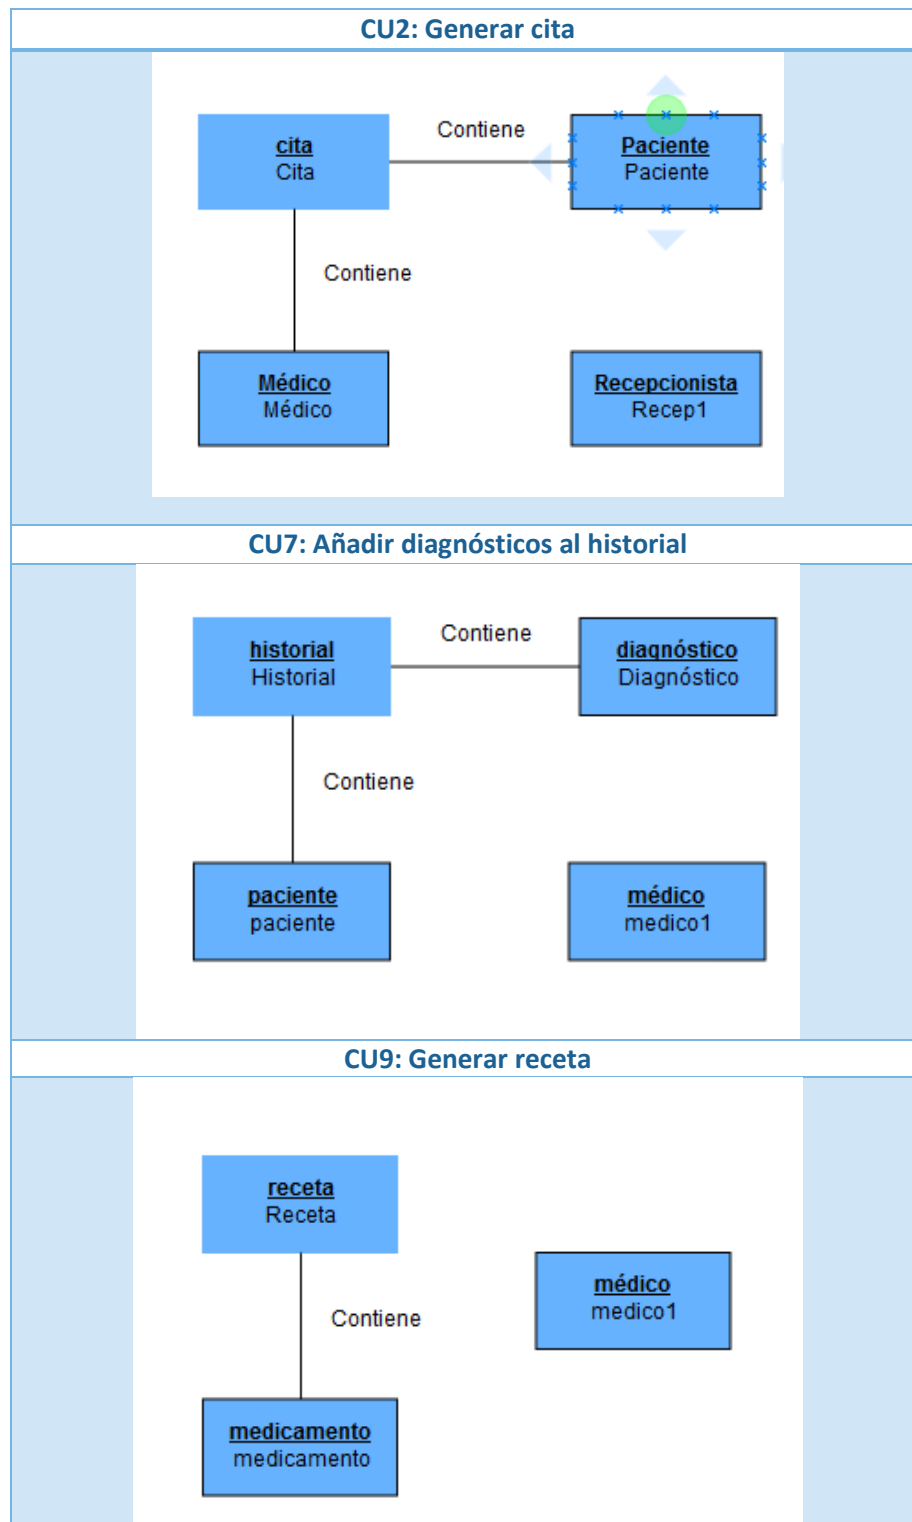 CU2: Generar cita
cita
Cita
Contiene
Paciente
Paciente
Contiene
Médico
Médico
Recepcionista
Recep1
CU7: Añadir diagnósticos al historial
historial
Historial
Contiene
diagnóstico
Diagnóstico
Contiene
paciente
paciente
médico
medico1
CU9: Generar receta
receta
Receta
médico
medico1
Contiene
medicamento
medicamento